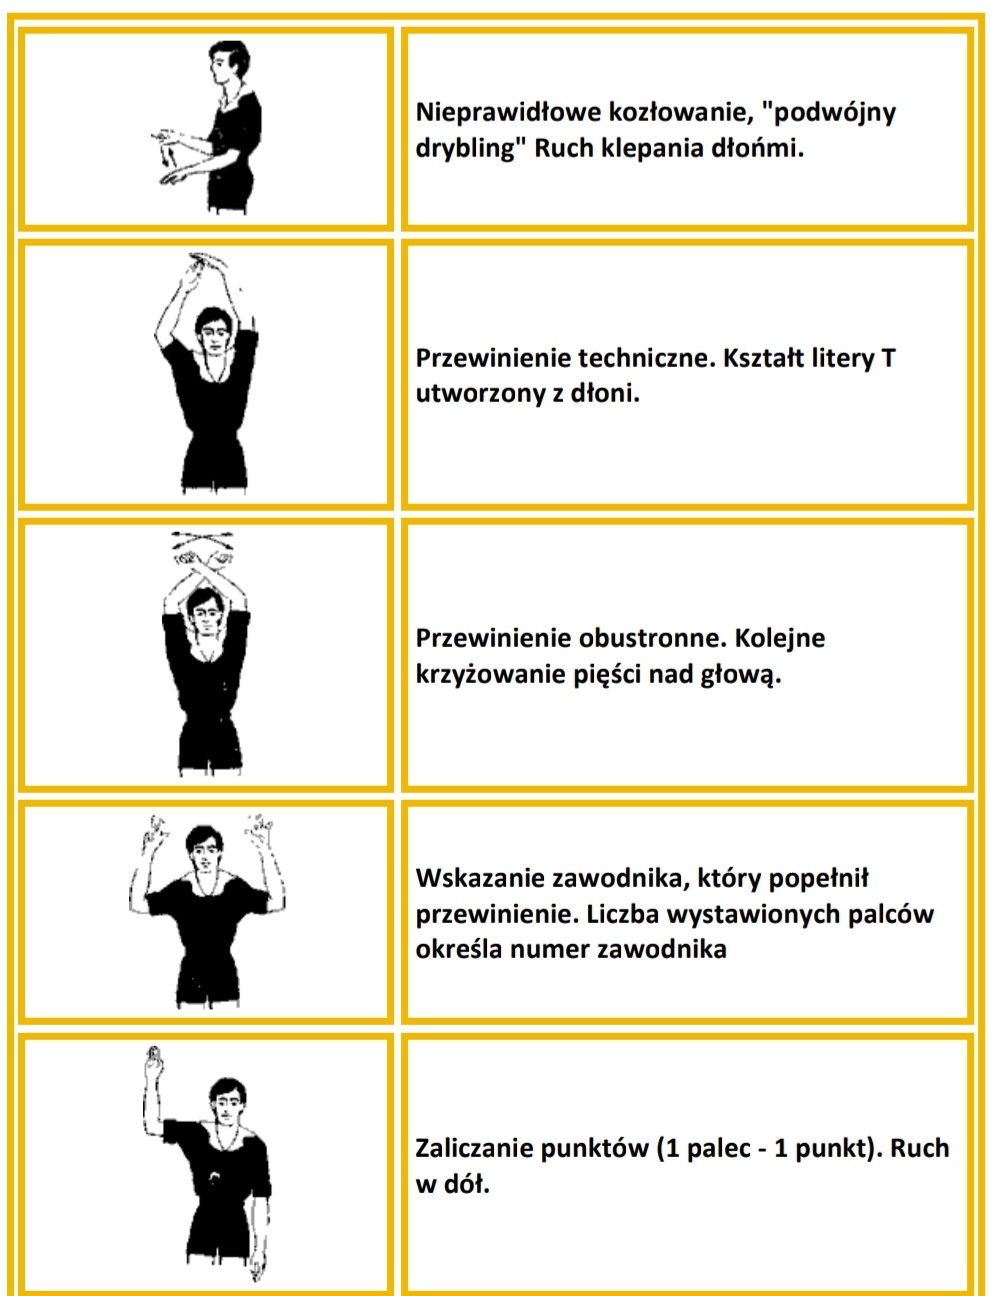 Nieprawidłowe kozłowanie, "podwójny
drybling" Ruch klepania dłońmi.
Przewinienie techniczne. Kształt litery T
utworzony z dłoni.
Przewinienie obustronne. Kolejne
krzyżowanie pięści nad głową.
Wskazanie zawodnika, który popełnił
przewinienie. Liczba wystawionych palców
określa numer zawodnika
Zaliczanie punktów (1 palec - 1 punkt). Ruch
w dół.